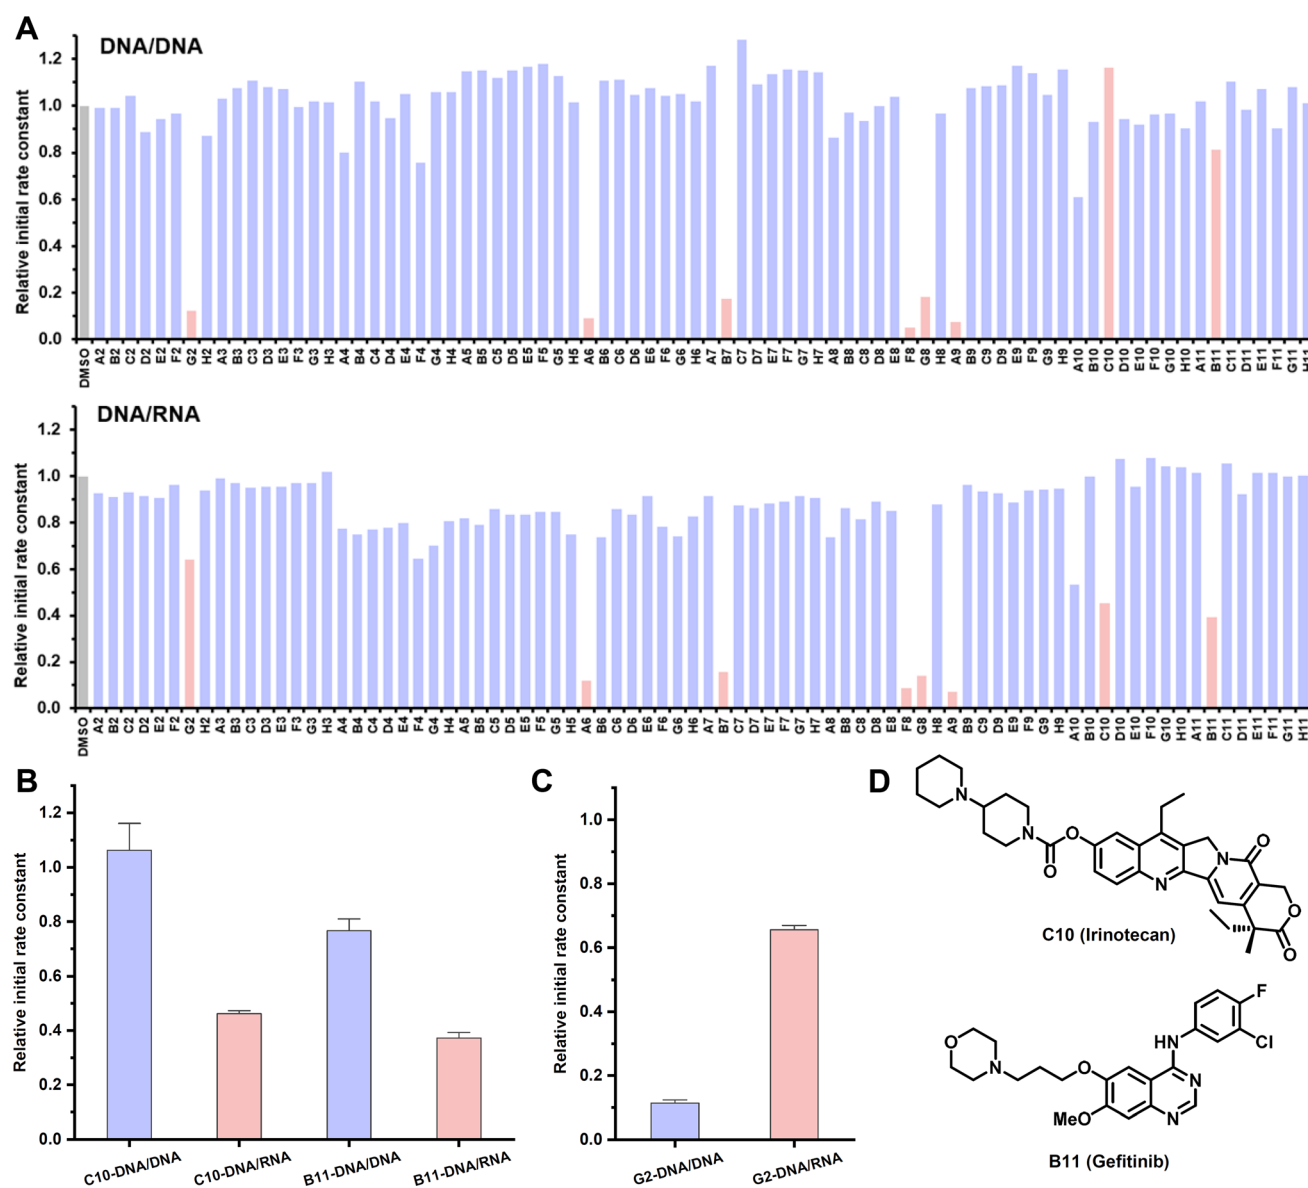 A
DNA/DNA
Relative initial rate constant
1.2
1.0
0.8
0.6
0.4
0.2
0.0
DMSO A2 B2 C2 D2 E2 F2 G2 H2 A3 B3 C3 D3 E3 F3 G3 H3 A4 B4 C4 D4 E4 F4 G4 H4 A5 B5 C5 D5 E5 F5 G5 H5 A6 B6 C6 D6 E6 F6 G6 H6 A7 B7 C7 D7 E7 F7 G7 H7 A8 B8 C8 D8 E8 F8 G8 H8 A9 B9 C9 D9 E9 F9 G9 H9 A10 B10 C10 D10 E10 F10 G10 H10 A11 B11 C11 D11 E11 F11 G11 H11
DNA/RNA
Relative initial rate constant
1.2
1.0
0.8
0.6
0.4
0.2
0.0
DMSO A2 B2 C2 D2 E2 F2 G2 H2 A3 B3 C3 D3 E3 F3 G3 H3 A4 B4 C4 D4 E4 F4 G4 H4 A5 B5 C5 D5 E5 F5 G5 H5 A6 B6 C6 D6 E6 F6 G6 H6 A7 B7 C7 D7 E7 F7 G7 H7 A8 B8 C8 D8 E8 F8 G8 H8 A9 B9 C9 D9 E9 F9 G9 H9 A10 B10 C10 D10 E10 F10 G10 H10 A11 B11 C11 D11 E11 F11 G11 H11
B
Relative initial rate constant
1.2
1.0
0.8
0.6
0.4
0.2
0.0
C10-DNA/DNA C10-DNA/RNA B11-DNA/DNA B11-DNA/RNA
C
Relative initial rate constant
1.0
0.8
0.6
0.4
0.2
0.0
G2-DNA/DNA G2-DNA/RNA
D
N
N
O
O
N
N
O
O
O
C10 (Irinotecan)
F
Cl
HN
O
N
O
N
N
MeO
B11 (Gefitinib)